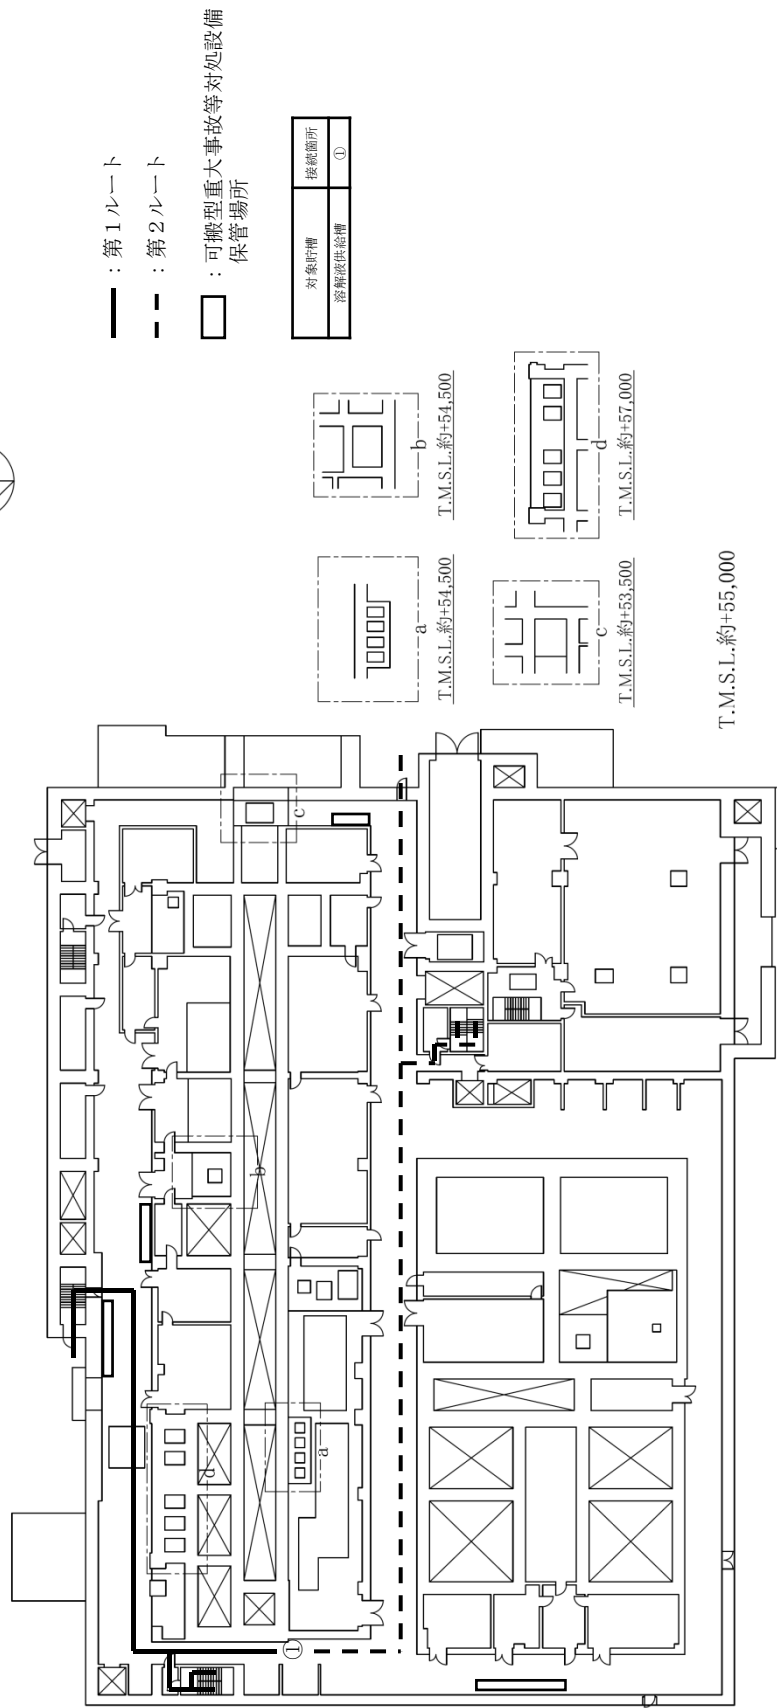 ：第１ルート
：第２ルート
：可搬型重大事故等対処設備
保管場所
対象貯槽 接続箇所
溶解液供給槽 ①
a
T.M.S.L.約+54,500
b
T.M.S.L.約+54,500
c
T.M.S.L.約+53,500
d
T.M.S.L.約+57,000
T.M.S.L.約+55,000
①
d
a
b
c